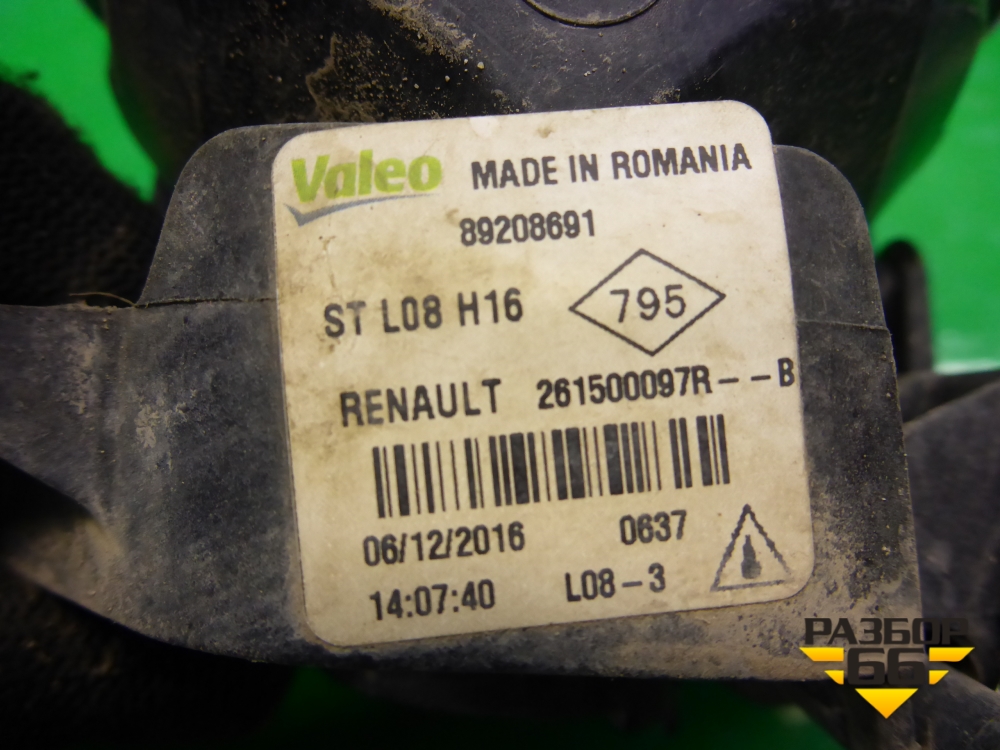 Valeo MADE IN ROMANIA
89208691
ST L08 H16 795
RENAULT 261500097R--B
06/12/2016 0637
14:07:40 L08-3
РАЗБОР
66